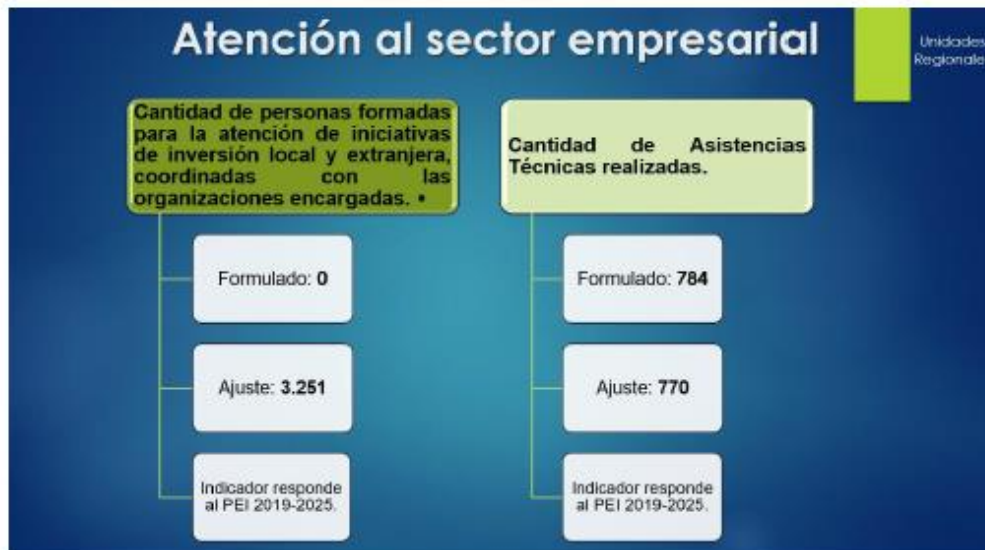 Atención al sector empresarial
Unidades
Regionale
Cantidad de personas formadas
para la atención de iniciativas
de inversión local y extranjera,
coordinadas con las
organizaciones encargadas. •
Formulado: 0
Ajuste: 3.251
Indicador responde
al PEI 2019-2025.
Cantidad de Asistencias
Técnicas realizadas.
Formulado: 784
Ajuste: 770
Indicador responde
al PEI 2019-2025.